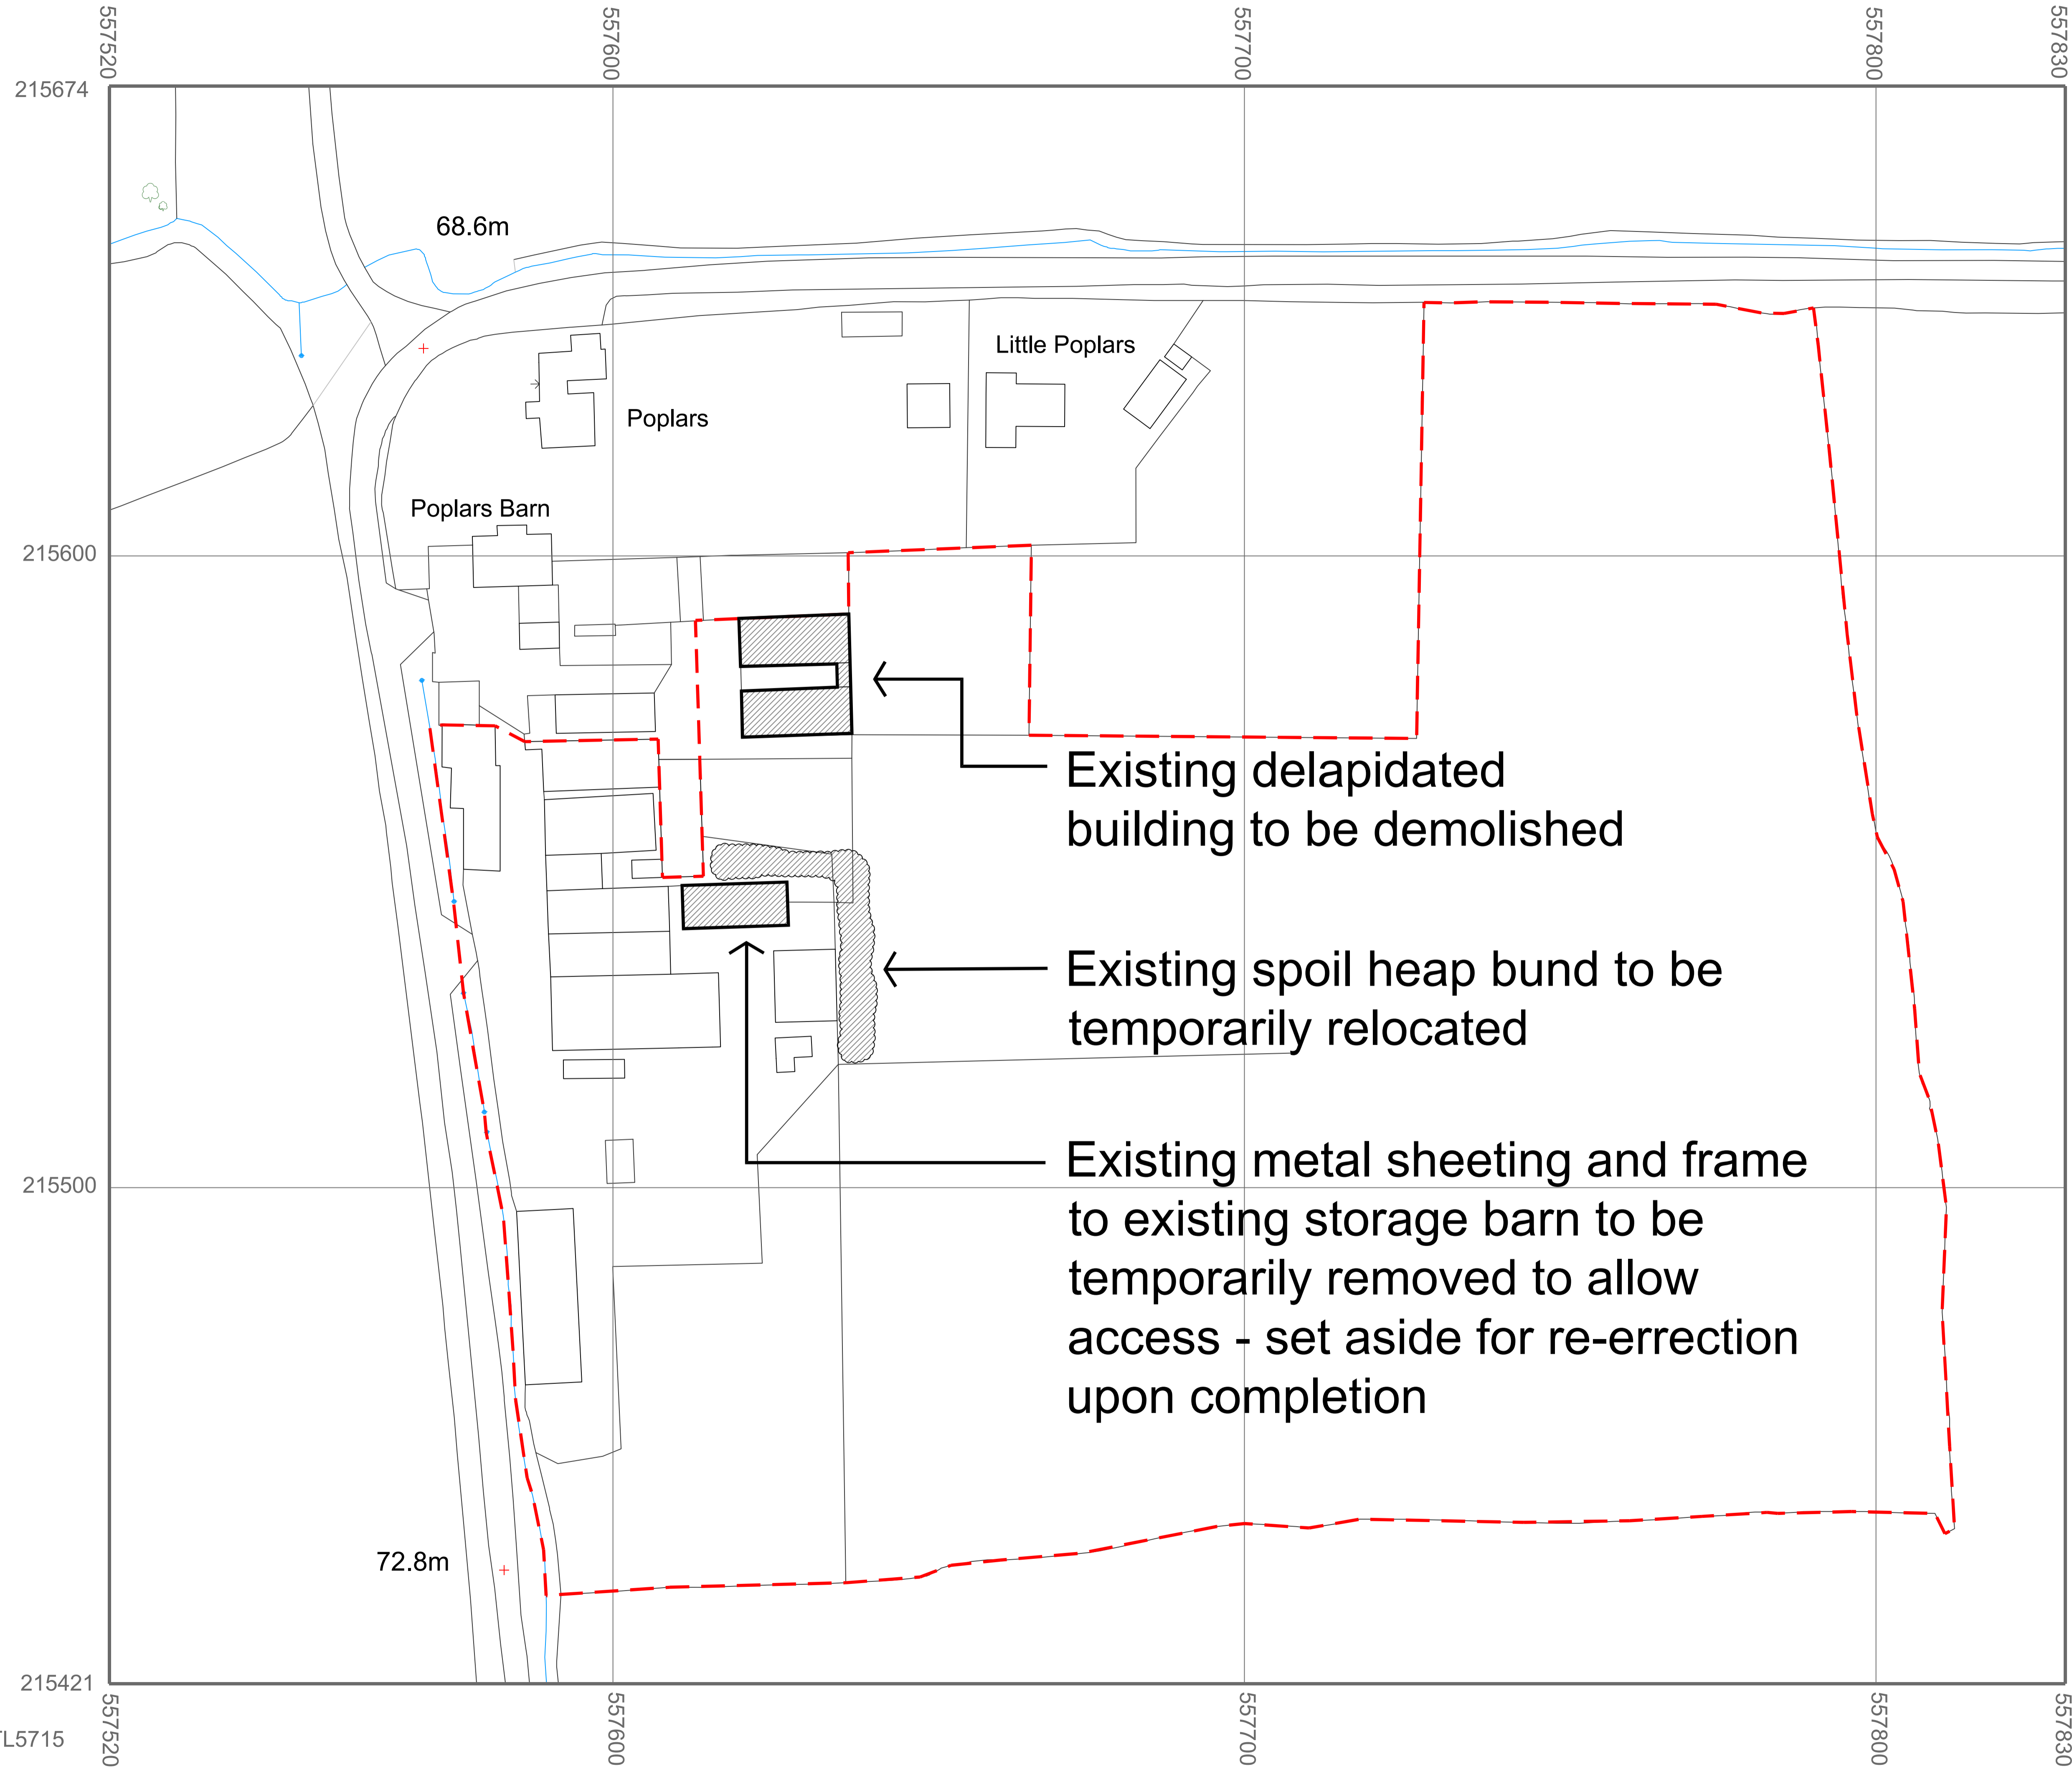 557520
557600
557700
557800
557830
215674
68.6m
Little Poplars
Poplars
Poplars Barn
215600
Existing delapidated
building to be demolished
Existing spoil heap bund to be
temporarily relocated
Existing metal sheeting and frame
215500
to existing storage barn to be
temporarily removed to allow
access - set aside for re-errection
upon completion
72.8m
215421
557520
557600
557700
557800
557830
TL5715